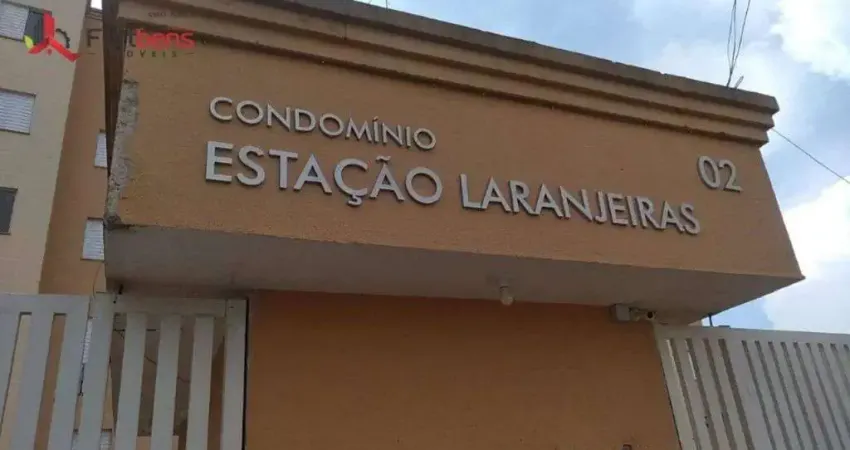 CONDOMÍNIO
ESTAÇÃO LARANJEIRAS
02